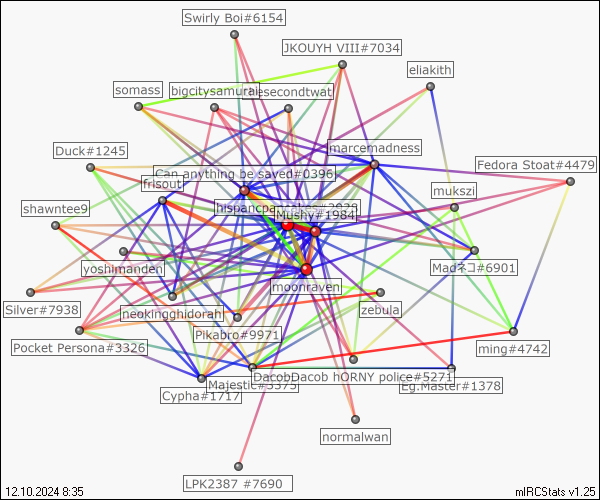 Swirly Boi#6154
JKOUYH VIII#7034
eliakith
somass
bigcitysamurai
thesecondtwat
marcemadness
Duck#1245
Fedora Stoat#4479
Can anything be saved#0396
frisout
mukszi
shawntee9
Mushy#1984
yoshimanden
Madネコ#6901
moonraven
Silver#7938
neokingghidorah
zebula
Pikabro#9971
Pocket Persona#3326
ming#4742
DacobDacob hORNY police#5271
Majestic#3375
Eg.Master#1378
Cypha#1717
normalwan
LPK2387 #7690
12.10.2024 8:35
mIRCStats v1.25